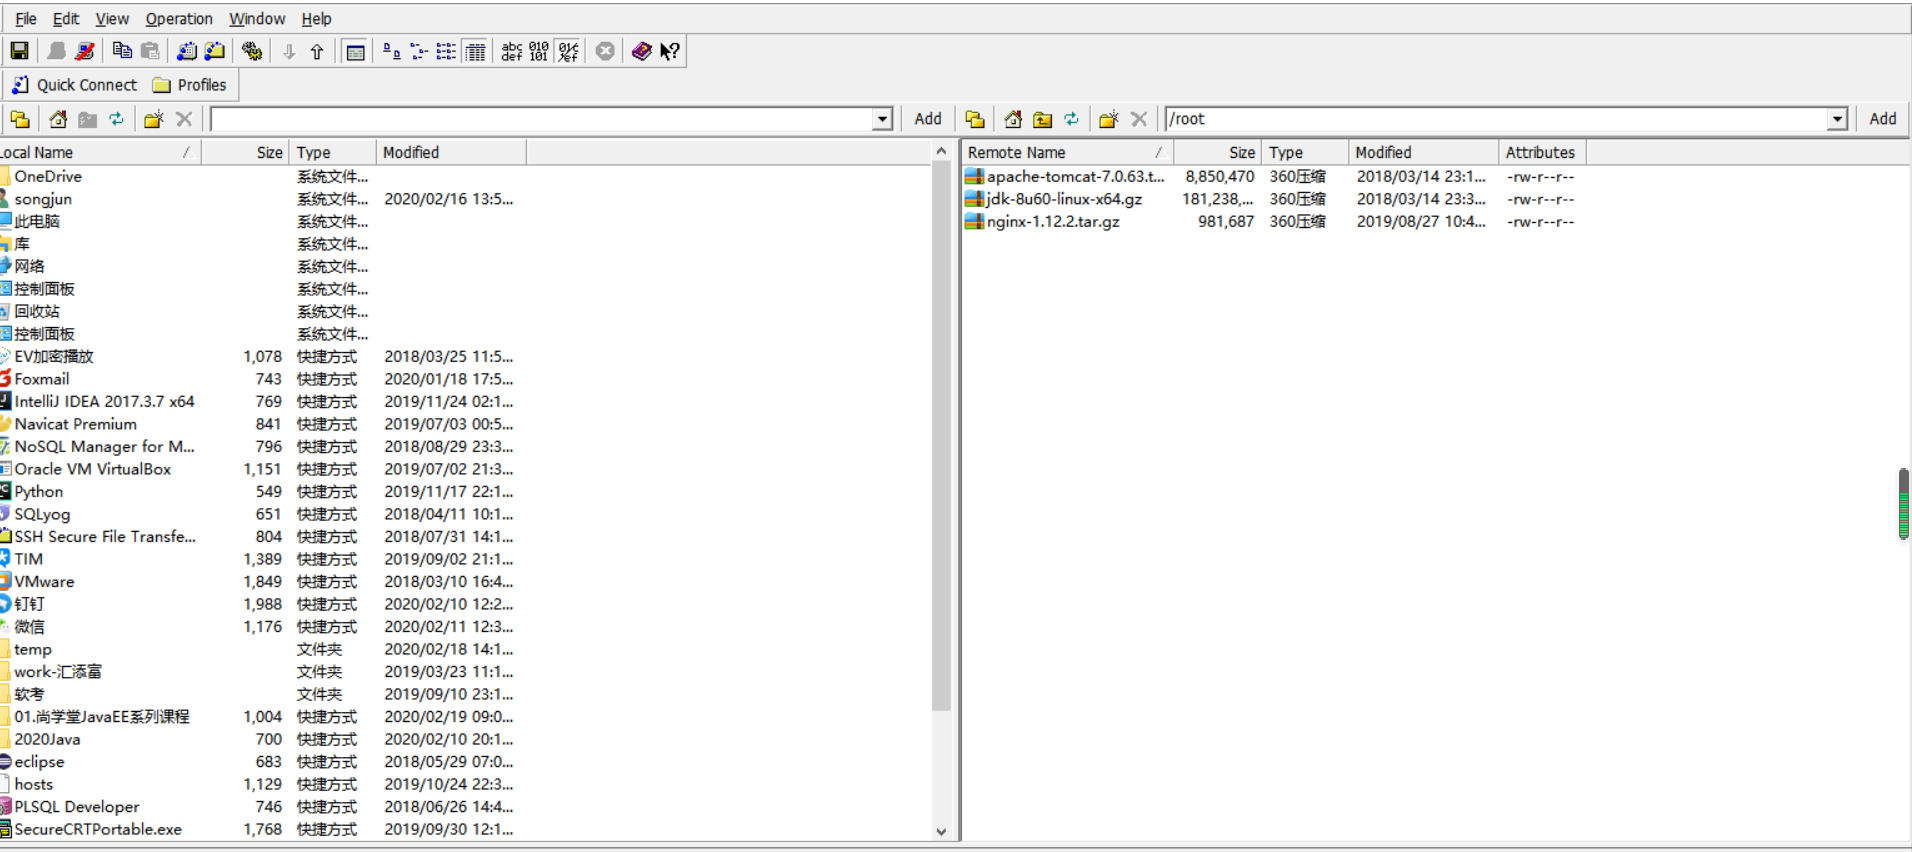 File Edit View Operation Window Help
abc 010 01c
def 101 %ef
Quick Connect Profiles
Add /root Add
Local Name Size Type Modified
OneDrive 系统文件...
songjun 系统文件... 2020/02/16 13:5...
此电脑 系统文件...
库 系统文件...
网络 系统文件...
控制面板 系统文件...
回收站 系统文件...
控制面板 系统文件...
EV加密播放 1,078 快捷方式 2018/03/25 11:5...
Foxmail 743 快捷方式 2020/01/18 17:5...
IntelliJ IDEA 2017.3.7 x64 769 快捷方式 2019/11/24 02:1...
Navicat Premium 841 快捷方式 2019/07/03 00:5...
NoSQL Manager for M... 796 快捷方式 2018/08/29 23:3...
Oracle VM VirtualBox 1,151 快捷方式 2019/07/02 21:3...
Python 549 快捷方式 2019/11/17 22:1...
SQLyog 651 快捷方式 2018/04/11 10:1...
SSH Secure File Transfe... 804 快捷方式 2018/07/31 14:1...
TIM 1,389 快捷方式 2019/09/02 21:1...
VMware 1,849 快捷方式 2018/03/10 16:4...
钉钉 1,988 快捷方式 2020/02/10 12:2...
微信 1,176 快捷方式 2020/02/11 12:3...
temp 文件夹 2020/02/18 14:1...
work-汇添富 文件夹 2019/03/23 11:1...
软考 文件夹 2019/09/10 23:1...
01.尚学堂JavaEE系列课程 1,004 快捷方式 2020/02/19 09:0...
2020Java 700 快捷方式 2020/02/10 20:1...
eclipse 683 快捷方式 2018/05/29 07:0...
hosts 1,129 快捷方式 2019/10/24 22:3...
PLSQL Developer 746 快捷方式 2018/06/26 14:4...
SecureCRTPortable.exe 1,768 快捷方式 2019/09/30 12:1...
Remote Name Size Type Modified Attributes
apache-tomcat-7.0.63.t... 8,850,470 360压缩 2018/03/14 23:1... -rw-r--r--
jdk-8u60-linux-x64.gz 181,238,... 360压缩 2018/03/14 23:3... -rw-r--r--
nginx-1.12.2.tar.gz 981,687 360压缩 2019/08/27 10:4... -rw-r--r--